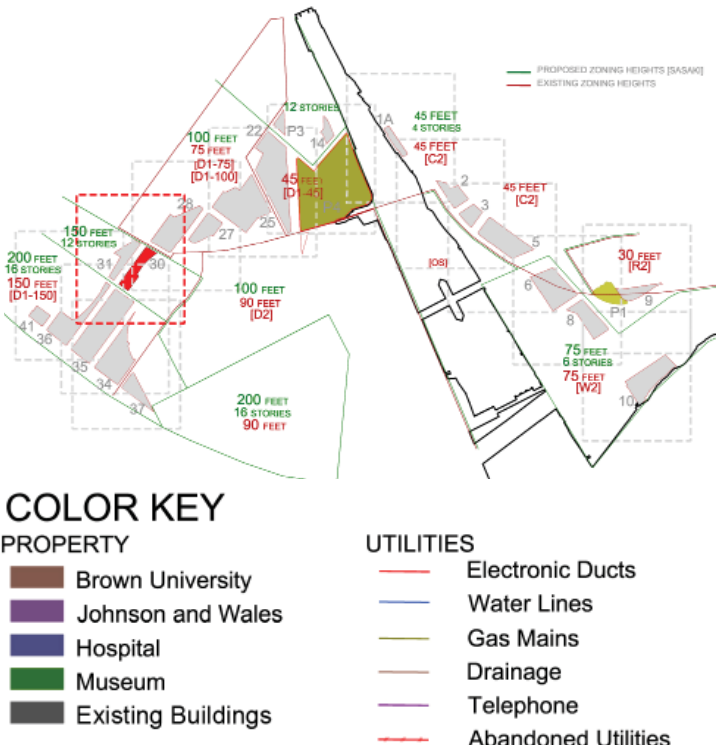 PROPOSED ZONING HEIGHTS [SASAKI]
EXISTING ZONING HEIGHTS
12 STORIES
22
P3
14
1A
45 FEET
4 STORIES
45 FEET
[C2]
100 FEET
75 FEET
[D1-75]
[D1-100]
45 FEET
[D1-45]
25
27
28
2
3
5
45 FEET
[C2]
150 FEET
12 STORIES
31
30
200 FEET
16 STORIES
150 FEET
[D1-150]
100 FEET
90 FEET
[D2]
[OS]
30 FEET
[R2]
6
8
P1
9
41
36
35
34
37
75 FEET
6 STORIES
75 FEET
[W2]
10
200 FEET
16 STORIES
90 FEET
COLOR KEY
PROPERTY
Brown University
Johnson and Wales
Hospital
Museum
Existing Buildings
UTILITIES
Electronic Ducts
Water Lines
Gas Mains
Drainage
Telephone
Abandoned Utilities